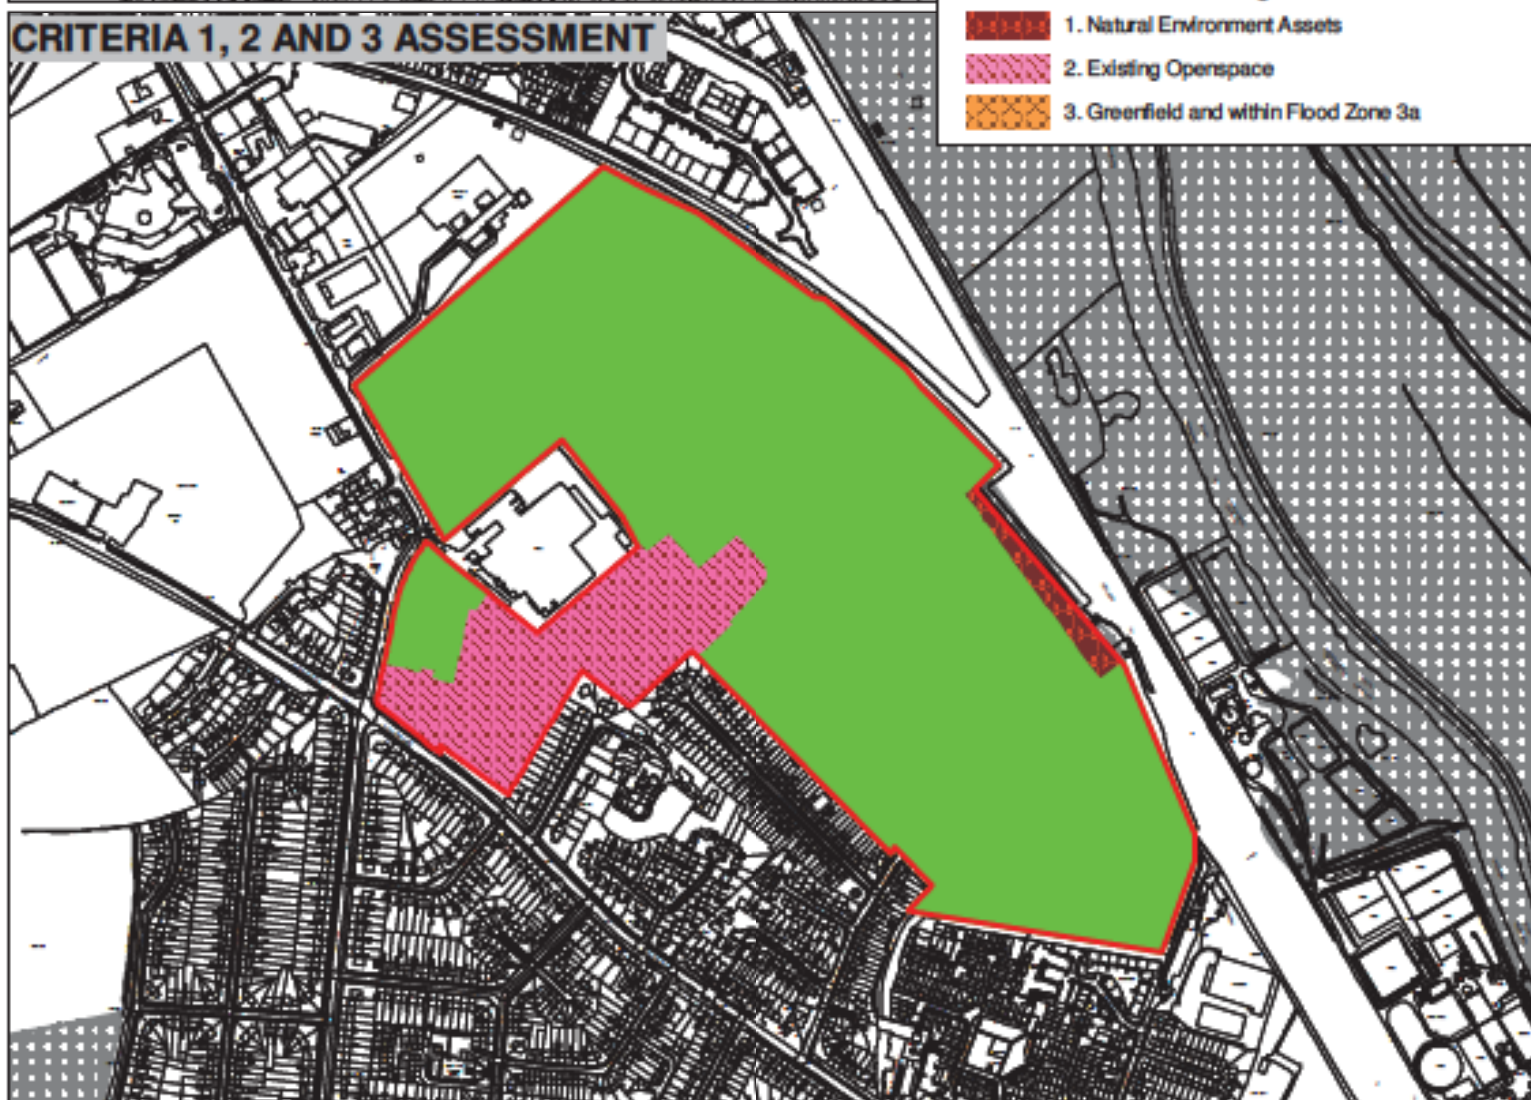 CRITERIA 1, 2 AND 3 ASSESSMENT
1. Natural Environment Assets
2. Existing Openspace
3. Greenfield and within Flood Zone 3a